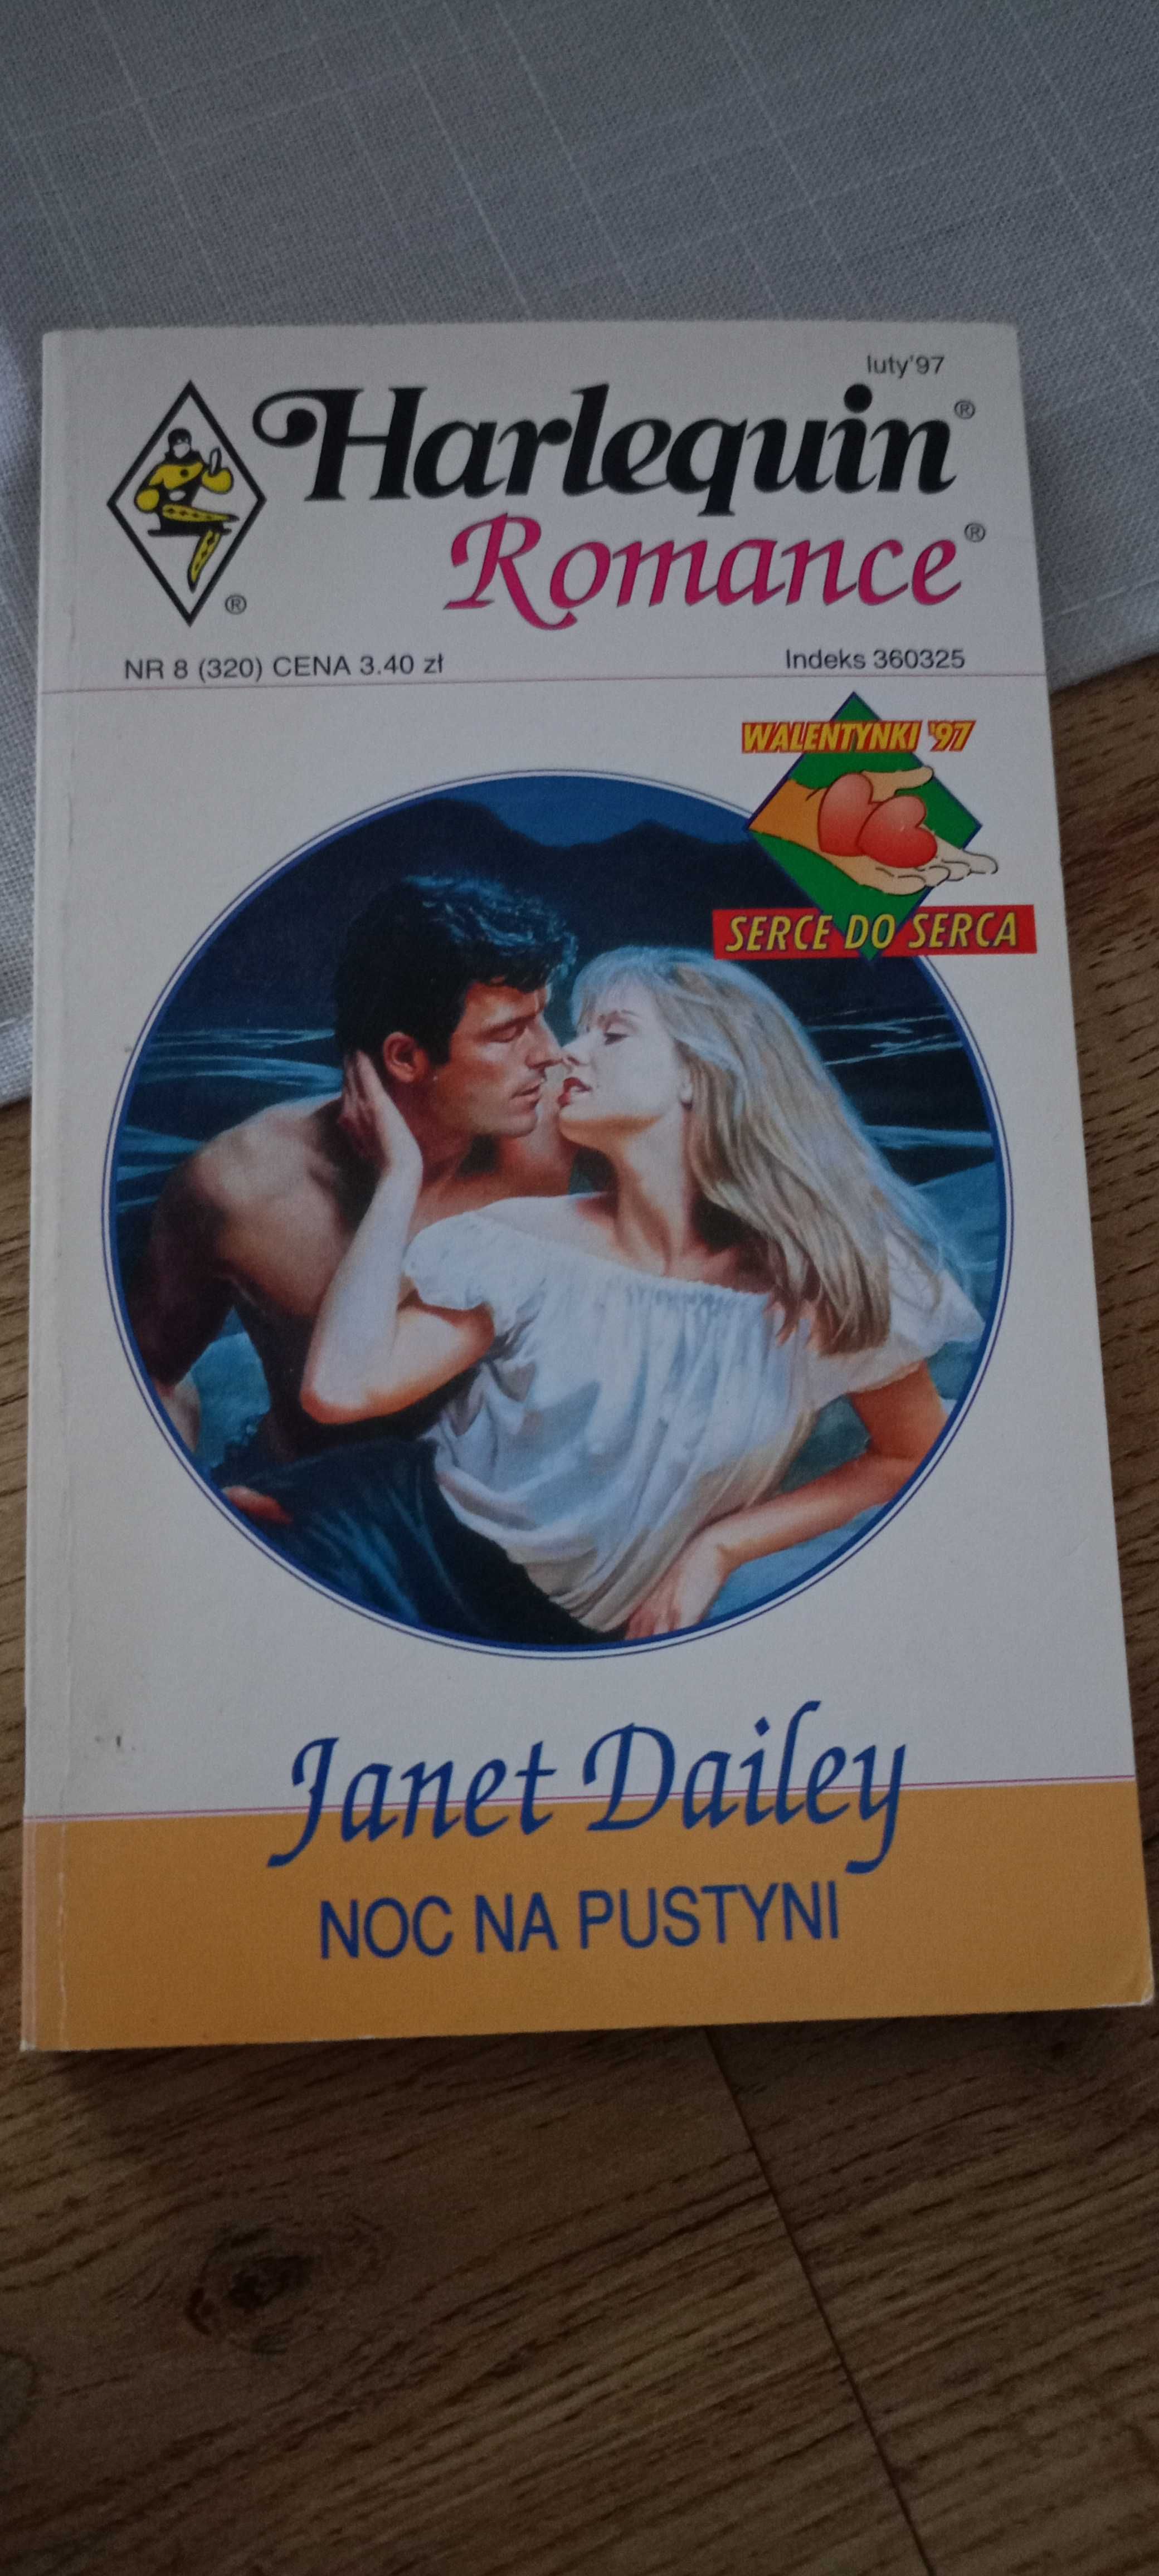 luty'97
Harlequin®
Romance®
®
NR 8 (320) CENA 3.40 zł
Indeks 360325
WALENTYNKI '97
SERCE DO SERCA
Janet Dailey
NOC NA PUSTYNI